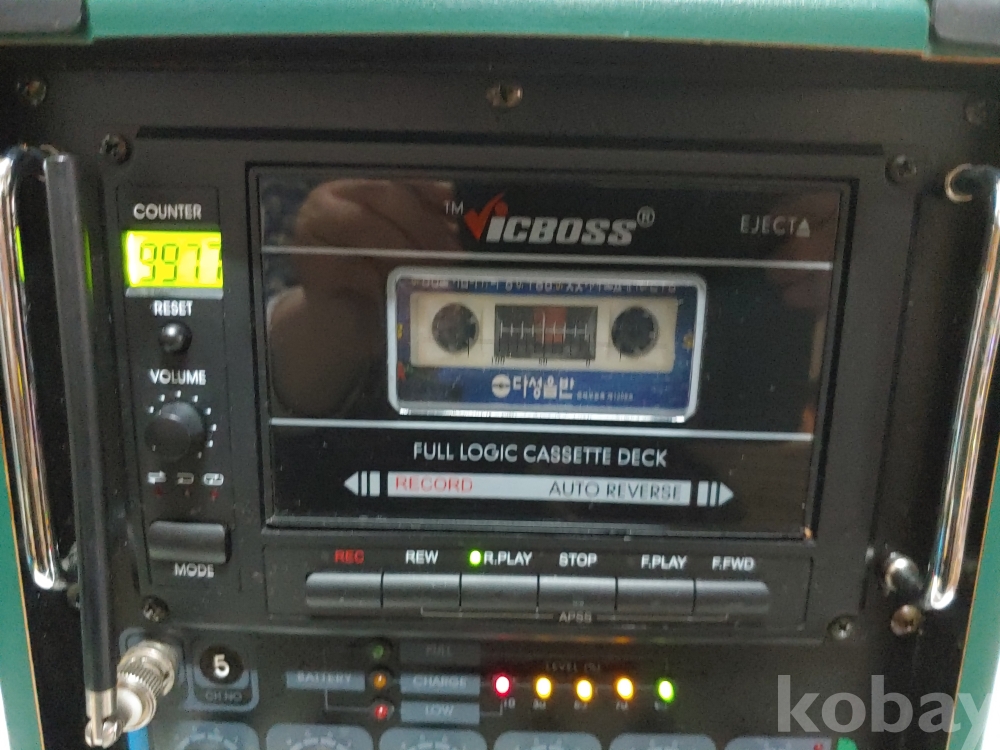 COUNTER
9977
RESET
VOLUME
MODE
TM VICBOSS®
EJECT
다성음반
FULL LOGIC CASSETTE DECK
RECORD AUTO REVERSE
REC REW R.PLAY STOP F.PLAY F.FWD
APSS
5
CH.NO
BATTERY
FULL
CHARGE
LOW
LEVEL (%)
10
kobay